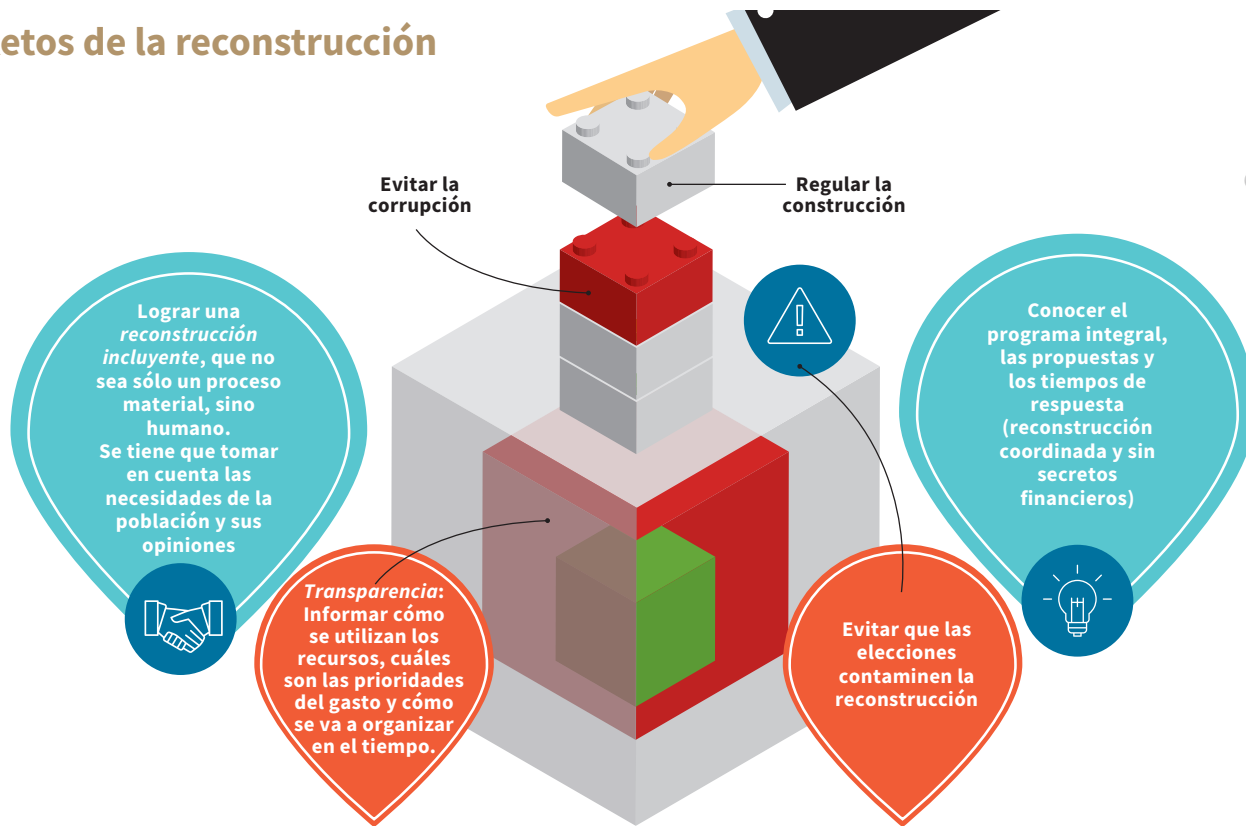 etos de la reconstrucción
Evitar la
corrupción
Regular la
construcción
Lograr una
reconstrucción
incluyente, que no
sea sólo un proceso
material, sino
humano.
Se tiene que tomar
en cuenta las
necesidades de la
población y sus
opiniones
Transparencia:
Informar cómo
se utilizan los
recursos, cuáles
son las prioridades
del gasto y cómo
se va a organizar
en el tiempo.
Evitar que las
elecciones
contaminen la
reconstrucción
Conocer el
programa integral,
las propuestas y
los tiempos de
respuesta
(reconstrucción
coordinada y sin
secretos
financieros)